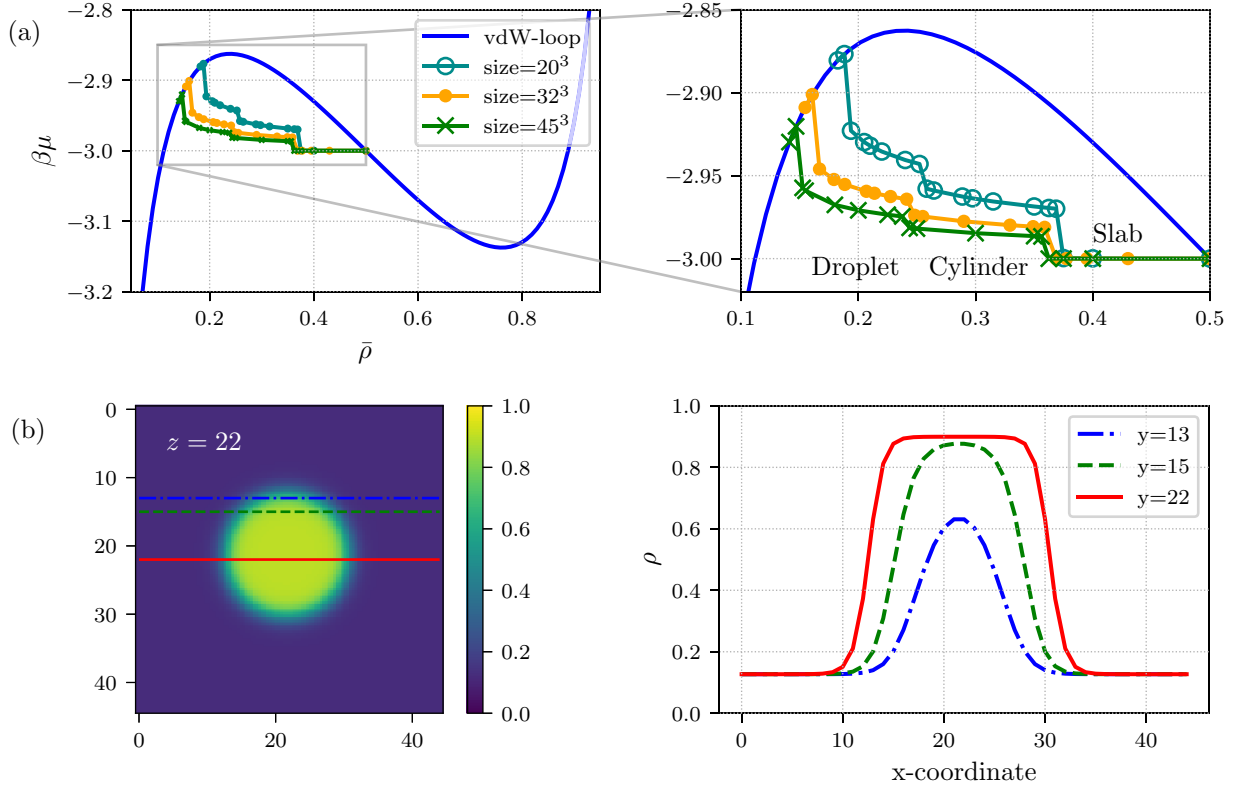 (a)
−2.8
−2.9
−3.0
−3.1
−3.2
βμ
0.2
0.4
0.6
0.8
ρ̄
vdW-loop
size=20³
size=32³
size=45³
−2.85
−2.90
−2.95
−3.00
0.1
0.2
0.3
0.4
0.5
Droplet
Cylinder
Slab
(b)
0
10
20
30
40
0
20
40
z = 22
1.0
0.8
0.6
0.4
0.2
0.0
1.0
0.8
0.6
0.4
0.2
0.0
ρ
0
10
20
30
40
x-coordinate
y=13
y=15
y=22